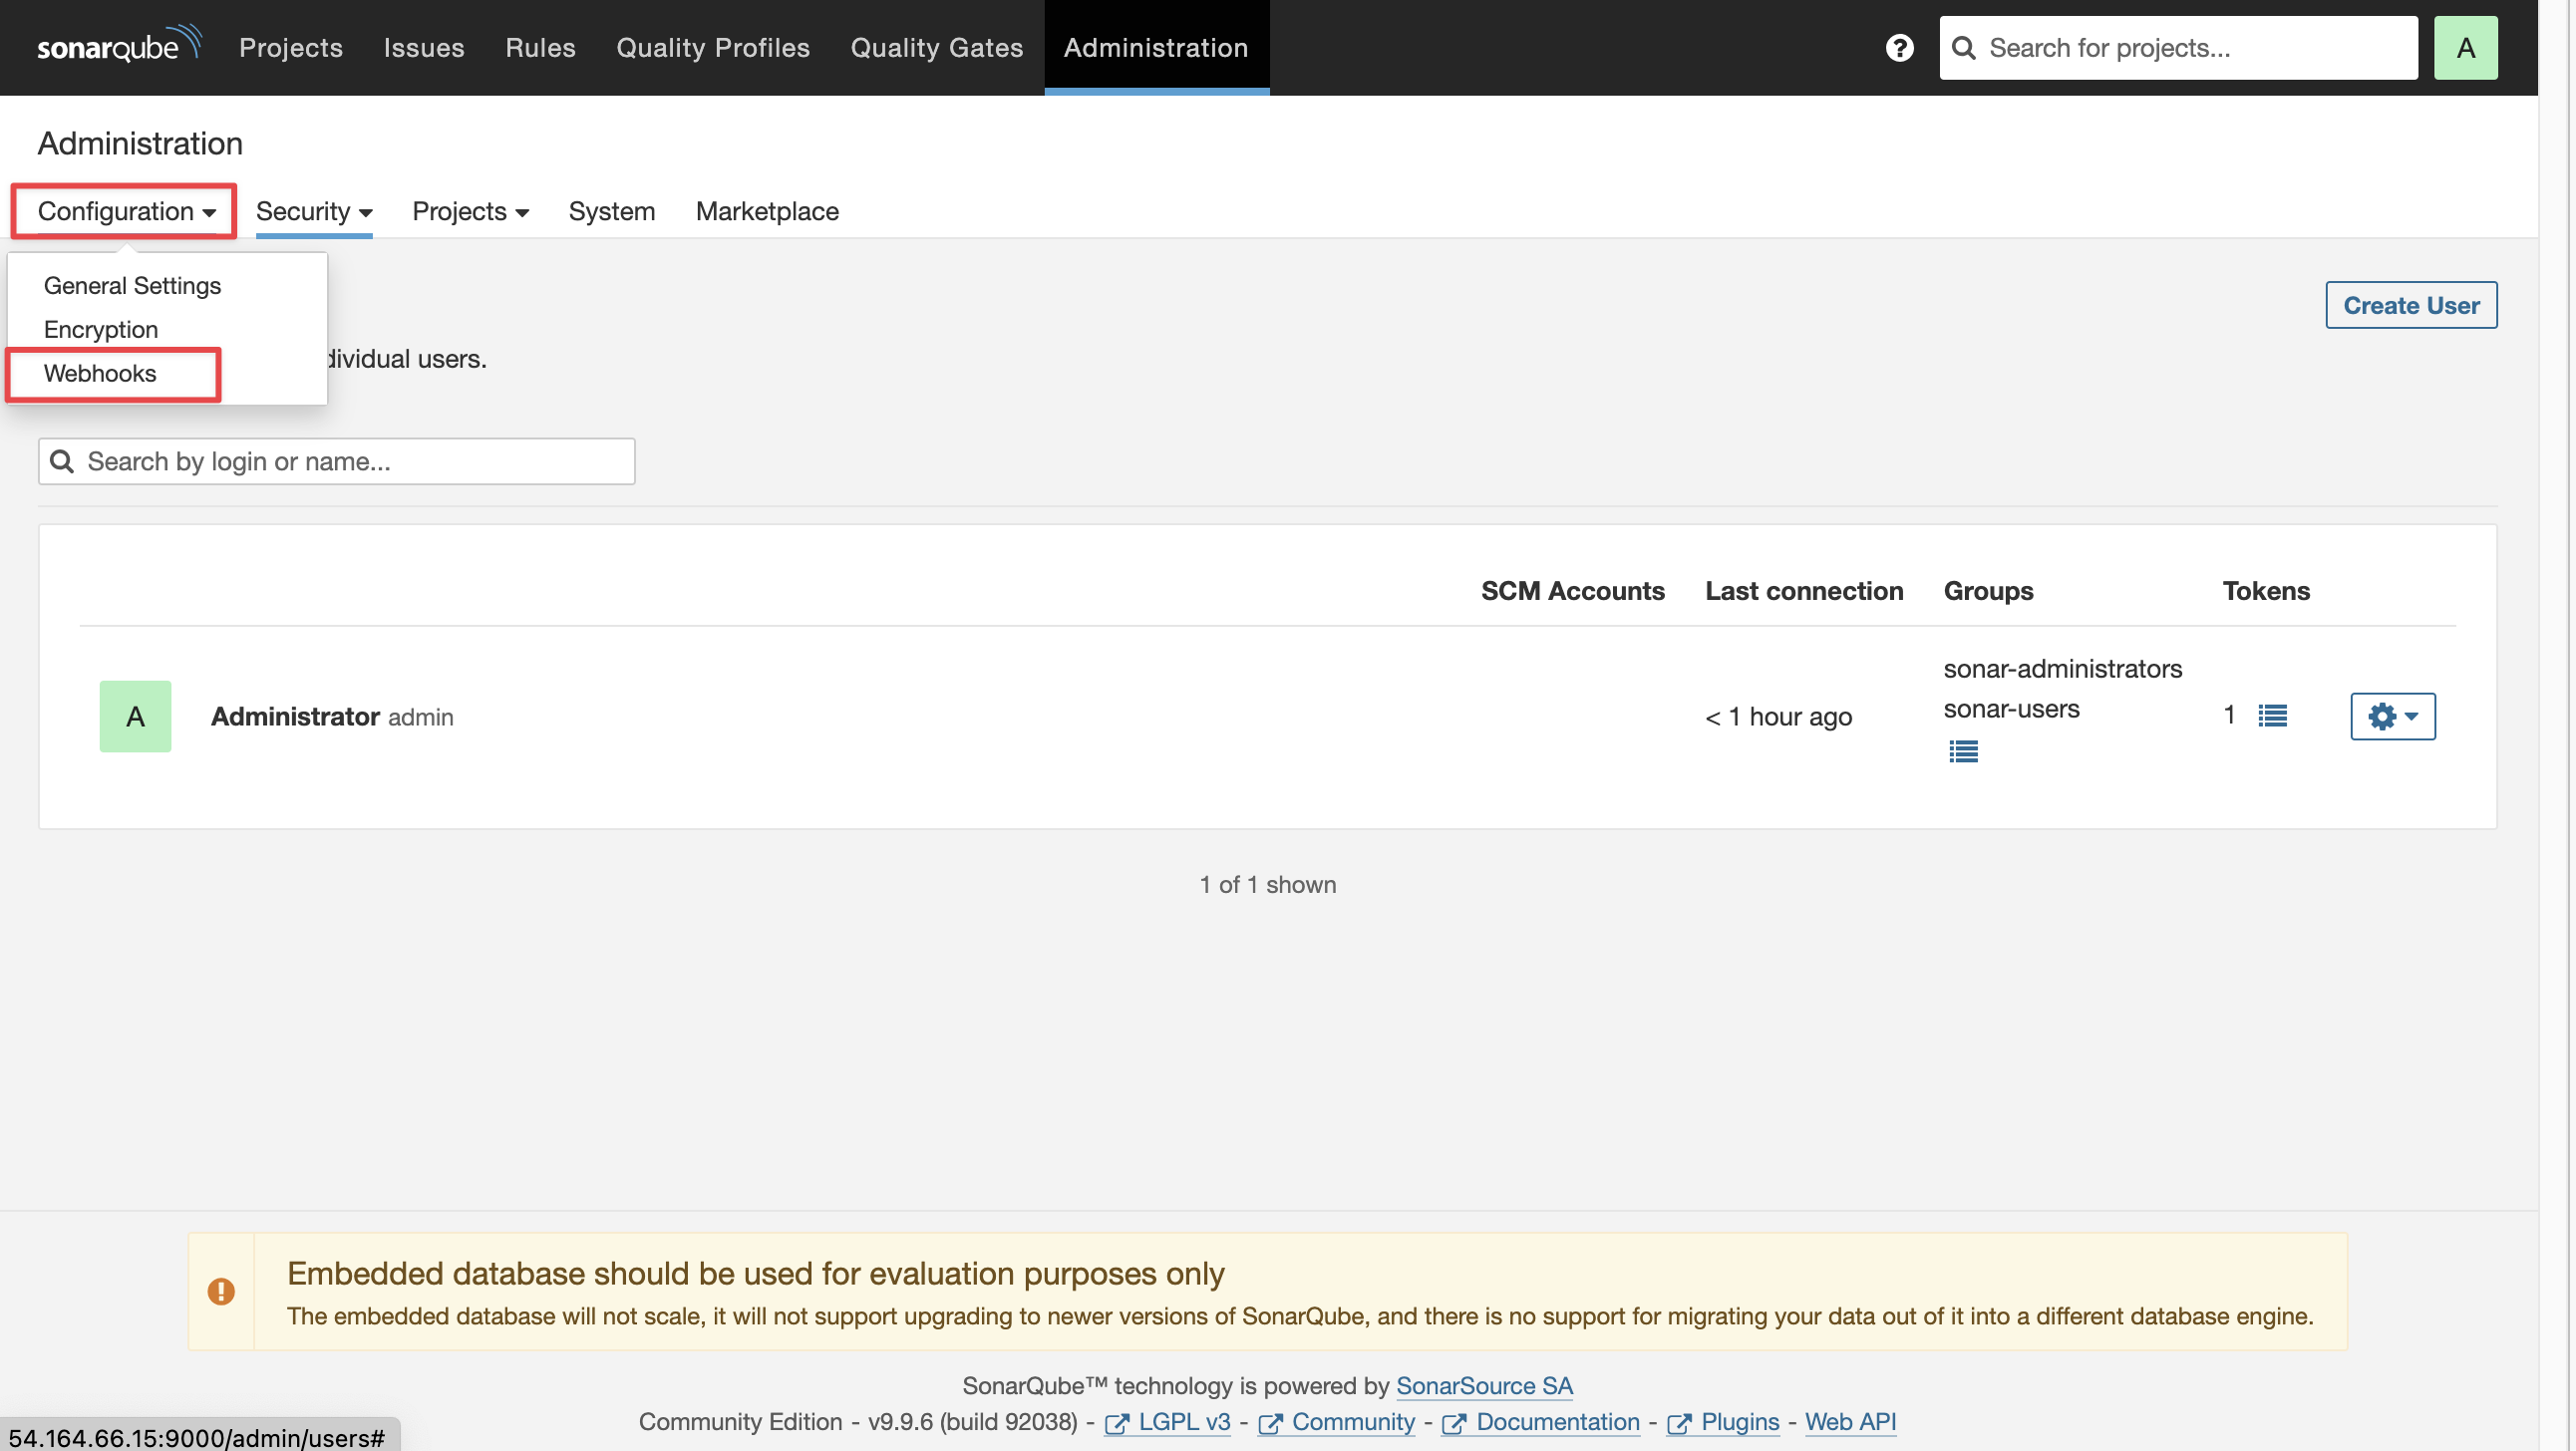 sonarqube Projects Issues Rules Quality Profiles Quality Gates Administration Search for projects... A
Administration
Configuration Security Projects System Marketplace
General Settings
Create User
Encryption
dividual users.
Webhooks
Search by login or name...
SCM Accounts Last connection Groups Tokens
A Administrator admin < 1 hour ago sonar-administrators
sonar-users
1
1 of 1 shown
Embedded database should be used for evaluation purposes only
The embedded database will not scale, it will not support upgrading to newer versions of SonarQube, and there is no support for migrating your data out of it into a different database engine.
SonarQube™ technology is powered by SonarSource SA
Community Edition - v9.9.6 (build 92038) - LGPL v3 - Community - Documentation - Plugins - Web API
54.164.66.15:9000/admin/users#